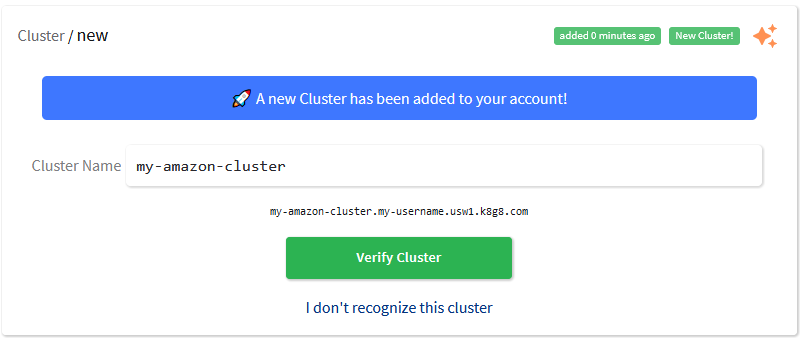 Cluster / new
added 0 minutes ago
New Cluster!
🚀 A new Cluster has been added to your account!
Cluster Name
my-amazon-cluster
my-amazon-cluster.my-username.usw1.k8g8.com
Verify Cluster
I don't recognize this cluster